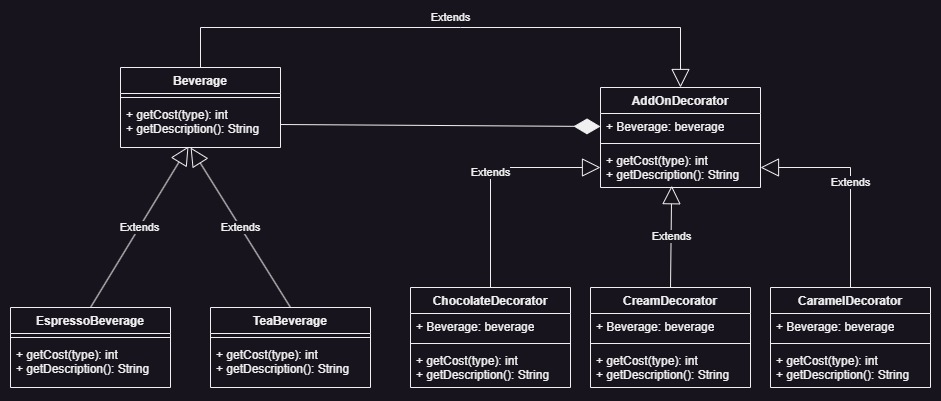 Extends
Beverage
+ getCost(type): int
+ getDescription(): String
AddOnDecorator
+ Beverage: beverage
+ getCost(type): int
+ getDescription(): String
Extends
Extends
Extends
Extends
Extends
EspressoBeverage
+ getCost(type): int
+ getDescription(): String
TeaBeverage
+ getCost(type): int
+ getDescription(): String
ChocolateDecorator
+ Beverage: beverage
+ getCost(type): int
+ getDescription(): String
CreamDecorator
+ Beverage: beverage
+ getCost(type): int
+ getDescription(): String
CaramelDecorator
+ Beverage: beverage
+ getCost(type): int
+ getDescription(): String